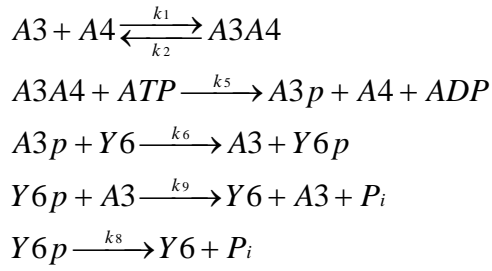 A3 + A4 ⇌ A3A4 (k1, k2)
A3A4 + ATP —k5→ A3p + A4 + ADP
A3p + Y6 —k6→ A3 + Y6p
Y6p + A3 —k9→ Y6 + A3 + Pi
Y6p —k8→ Y6 + Pi